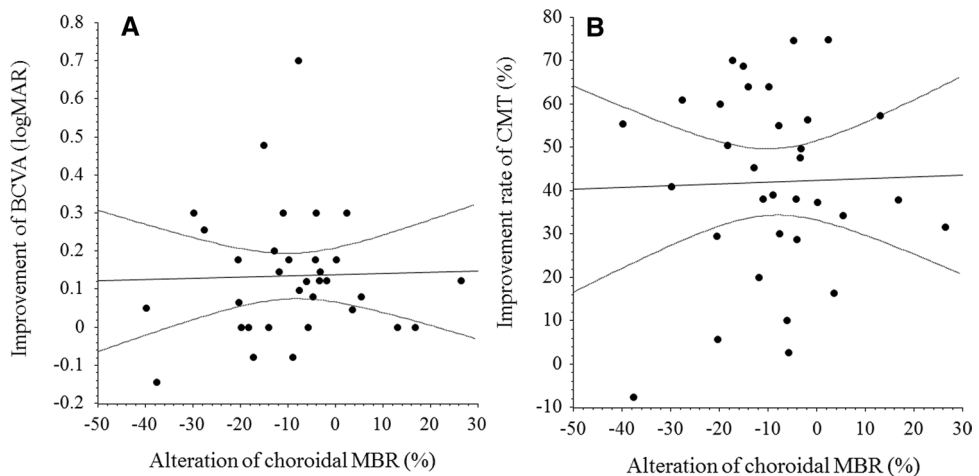 A
Improvement of BCVA (logMAR)
0.8
0.7
0.6
0.5
0.4
0.3
0.2
0.1
0
-0.1
-0.2
-50 -40 -30 -20 -10 0 10 20 30
Alteration of choroidal MBR (%)
B
Improvement rate of CMT (%)
80
70
60
50
40
30
20
10
0
-10
-50 -40 -30 -20 -10 0 10 20 30
Alteration of choroidal MBR (%)